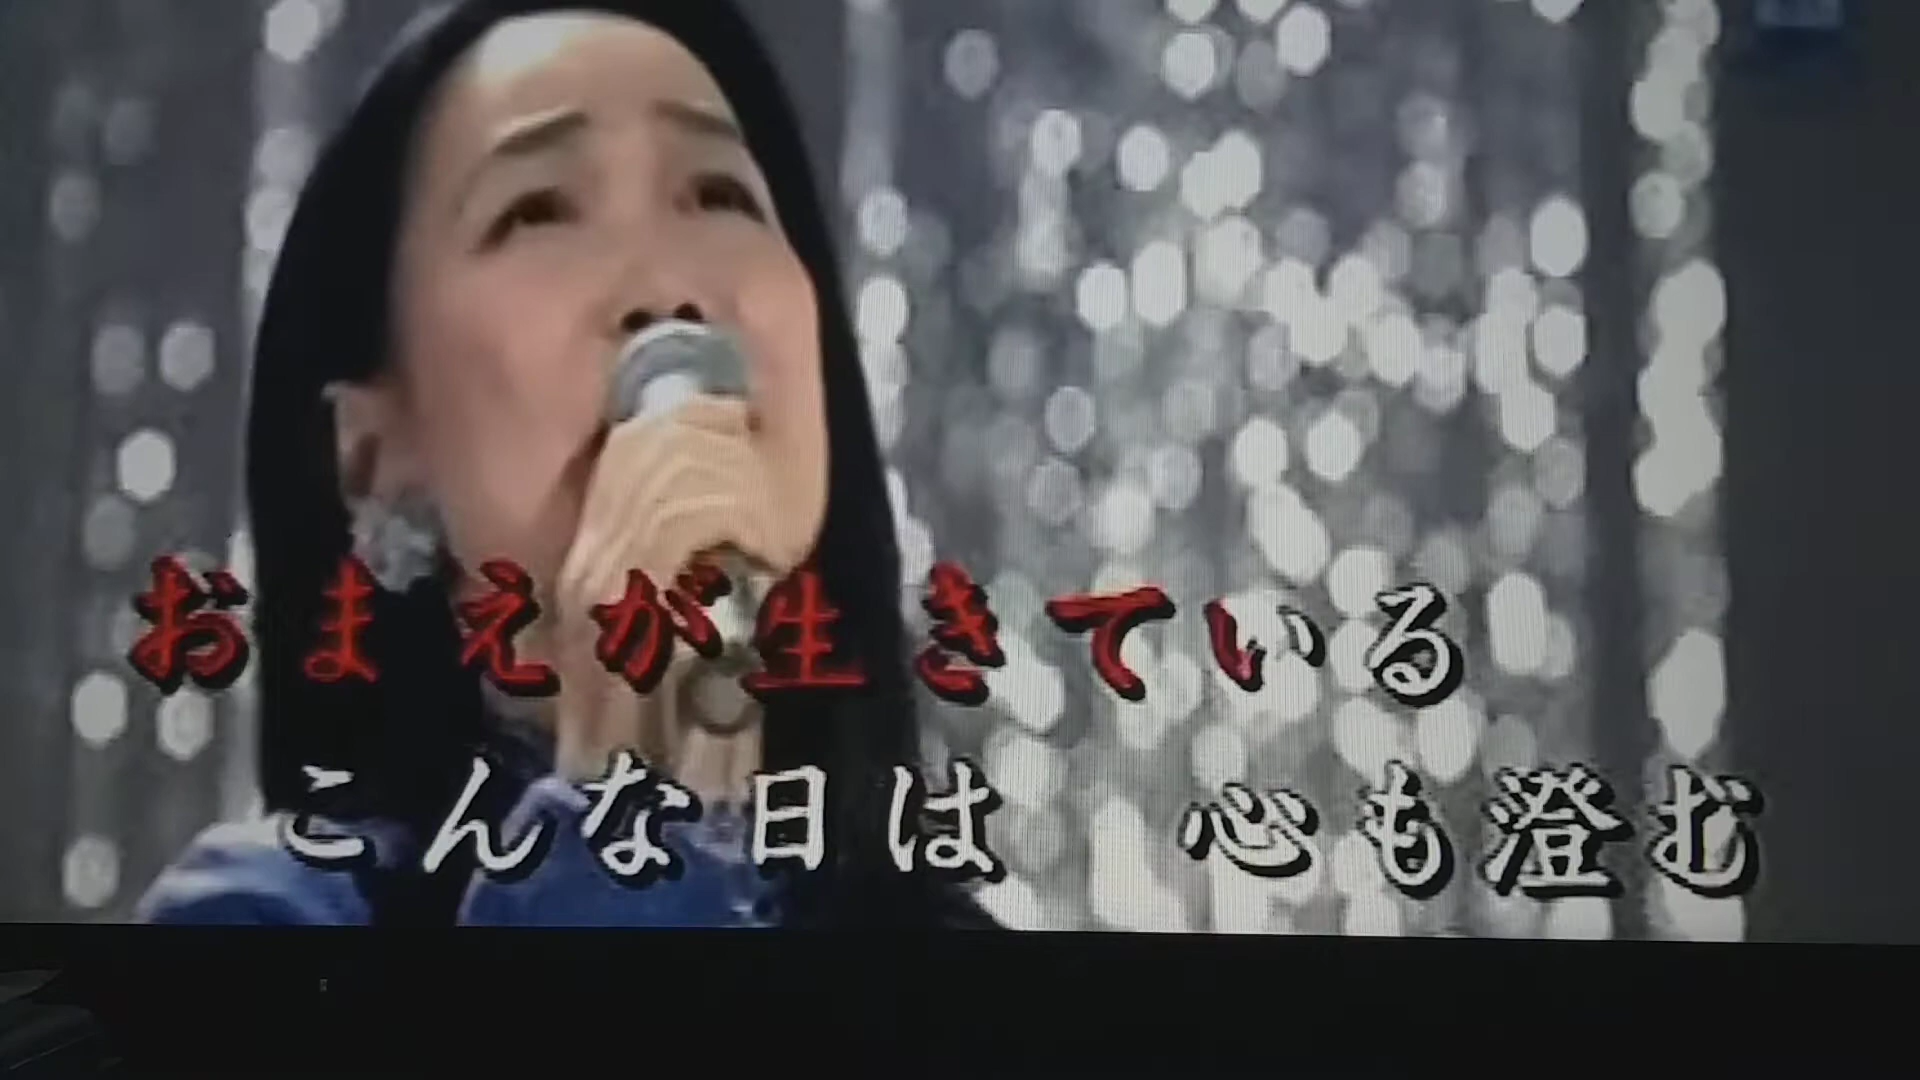 おまえが生きている
こんな日は　心も澄む